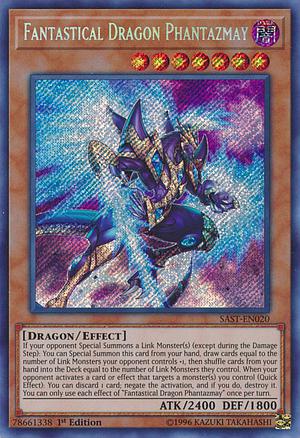 FANTASTICAL DRAGON PHANTAZMAY
闇
SAST-EN020
[DRAGON/EFFECT]
If your opponent Special Summons a Link Monster(s) (except during the Damage
Step): You can Special Summon this card from your hand, draw cards equal to the
number of Link Monsters your opponent controls +1, then shuffle cards from your
hand into the Deck equal to the number of Link Monsters they control. When your
opponent activates a card or effect that targets a monster(s) you control (Quick
Effect): You can discard 1 card; negate the activation, and if you do, destroy it.
You can only use each effect of "Fantastical Dragon Phantazmay" once per turn.
ATK/2400 DEF/1800
78661338 1st Edition ©1996 KAZUKI TAKAHASHI